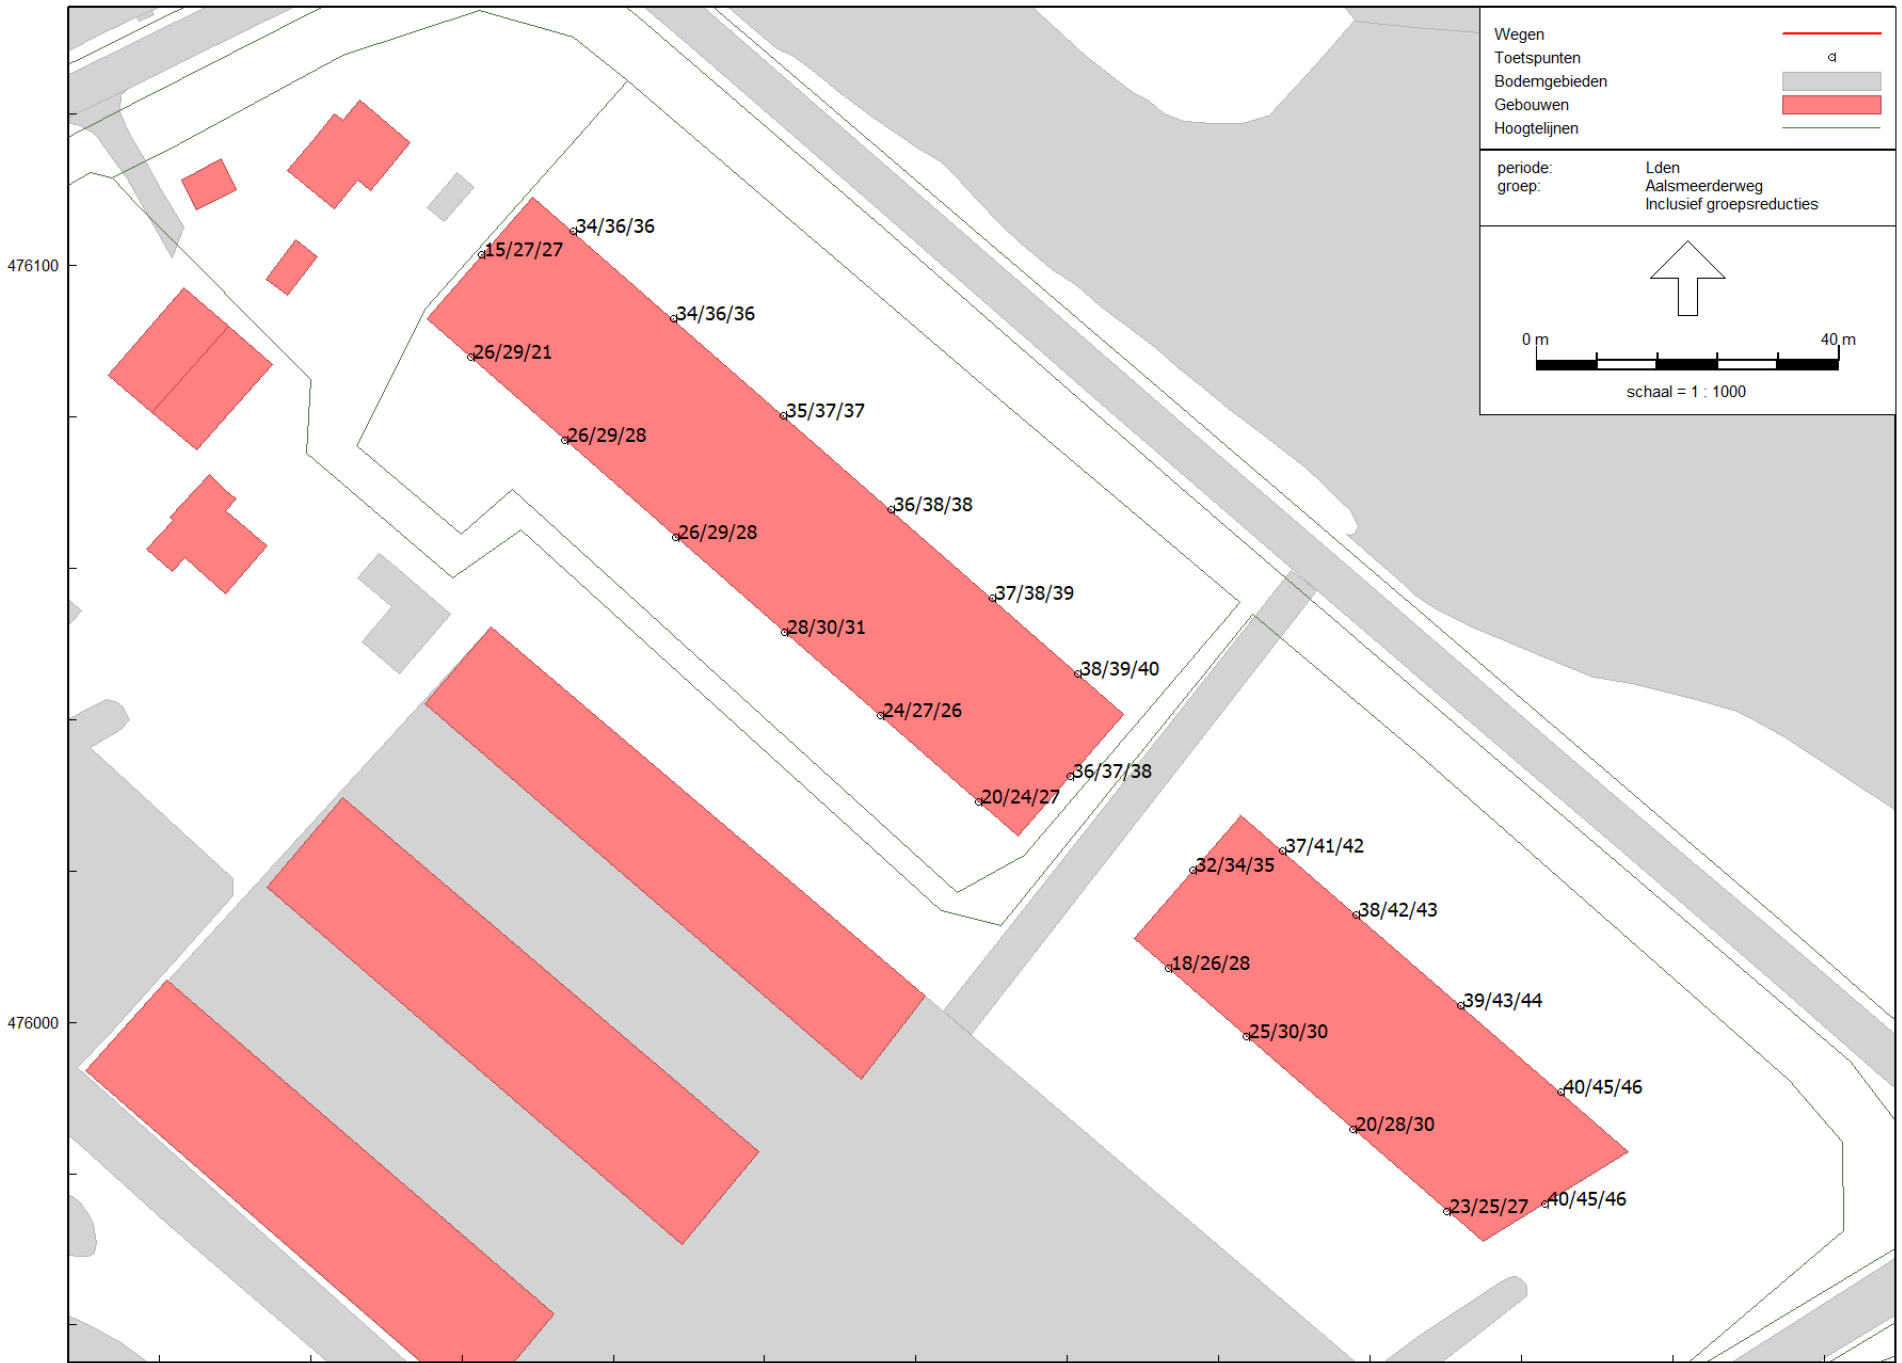 Wegen
Toetspunten
Bodemgebieden
Gebouwen
Hoogtelijnen
periode: Lden
groep: Aalsmeerderweg
Inclusief groepsreducties
0 m 40 m
schaal = 1 : 1000
476100
476000
34/36/36
15/27/27
34/36/36
26/29/21
35/37/37
26/29/28
36/38/38
26/29/28
37/38/39
28/30/31
38/39/40
24/27/26
36/37/38
20/24/27
37/41/42
32/34/35
38/42/43
18/26/28
39/43/44
25/30/30
40/45/46
20/28/30
40/45/46
23/25/27